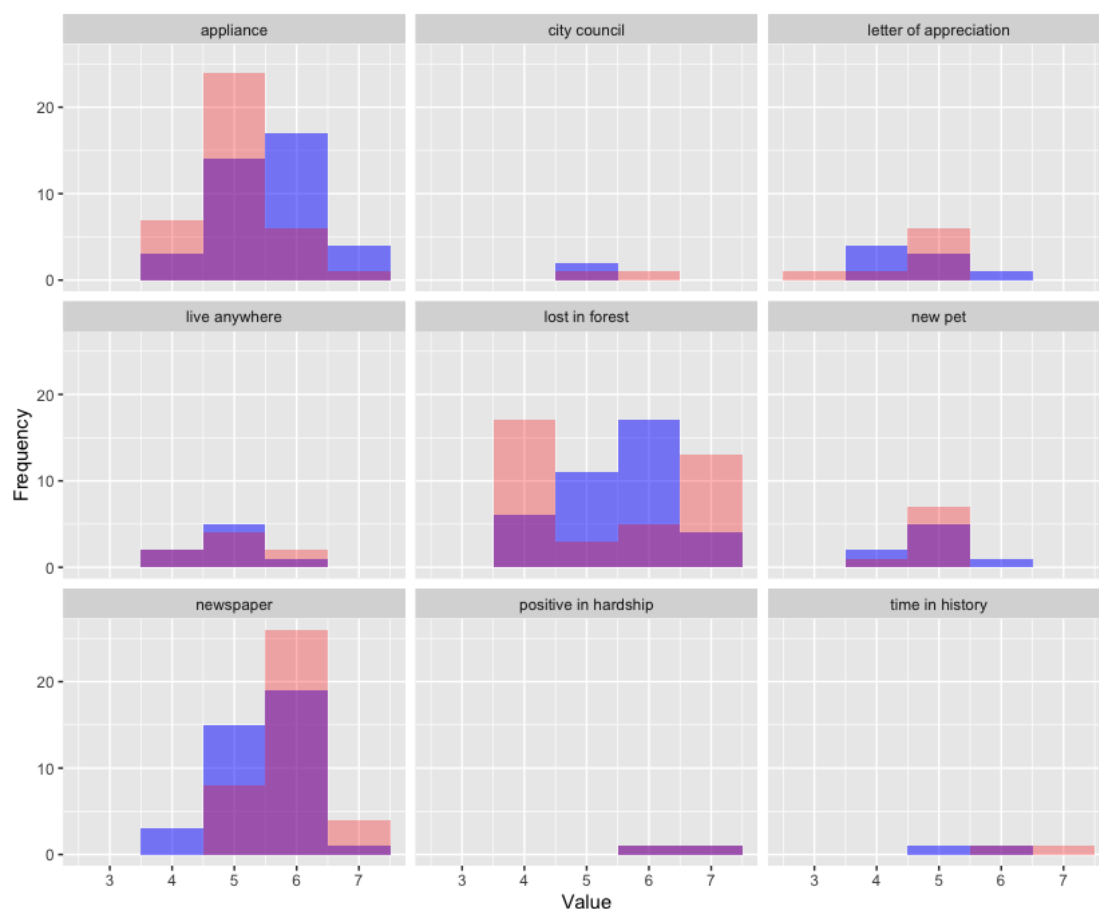 appliance city council letter of appreciation
20
10
0
live anywhere lost in forest new pet
20
10
0
Frequency
newspaper positive in hardship time in history
20
10
0
3 4 5 6 7 3 4 5 6 7 3 4 5 6 7
Value